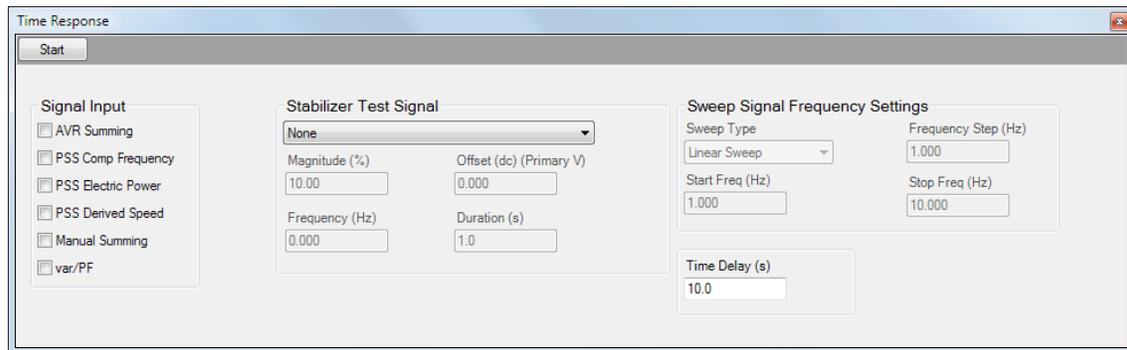 Time Response
Start
Signal Input
AVR Summing
PSS Comp Frequency
PSS Electric Power
PSS Derived Speed
Manual Summing
var/PF
Stabilizer Test Signal
None
Magnitude (%)
Offset (dc) (Primary V)
10.00
0.000
Frequency (Hz)
Duration (s)
0.000
1.0
Sweep Signal Frequency Settings
Sweep Type
Frequency Step (Hz)
Linear Sweep
1.000
Start Freq (Hz)
Stop Freq (Hz)
1.000
10.000
Time Delay (s)
10.0